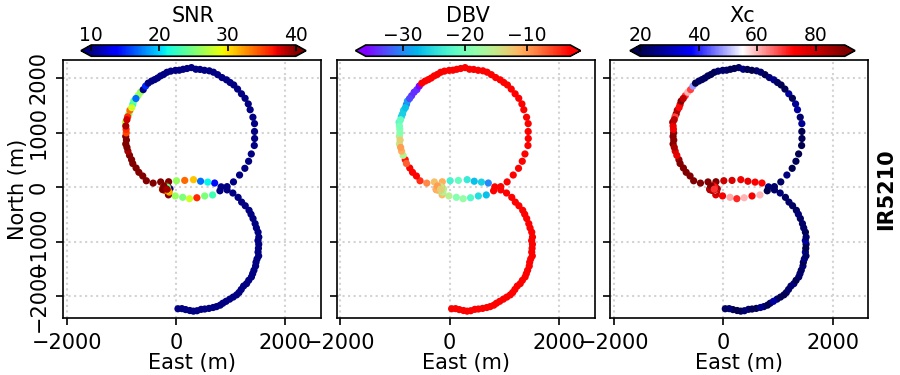 SNR DBV Xc
10 20 30 40 −30 −20 −10 20 40 60 80
2000
1000
0
−1000
−2000
North (m)
IR5210
−2000 0 2000 −2000 0 2000 −2000 0 2000
East (m) East (m) East (m)